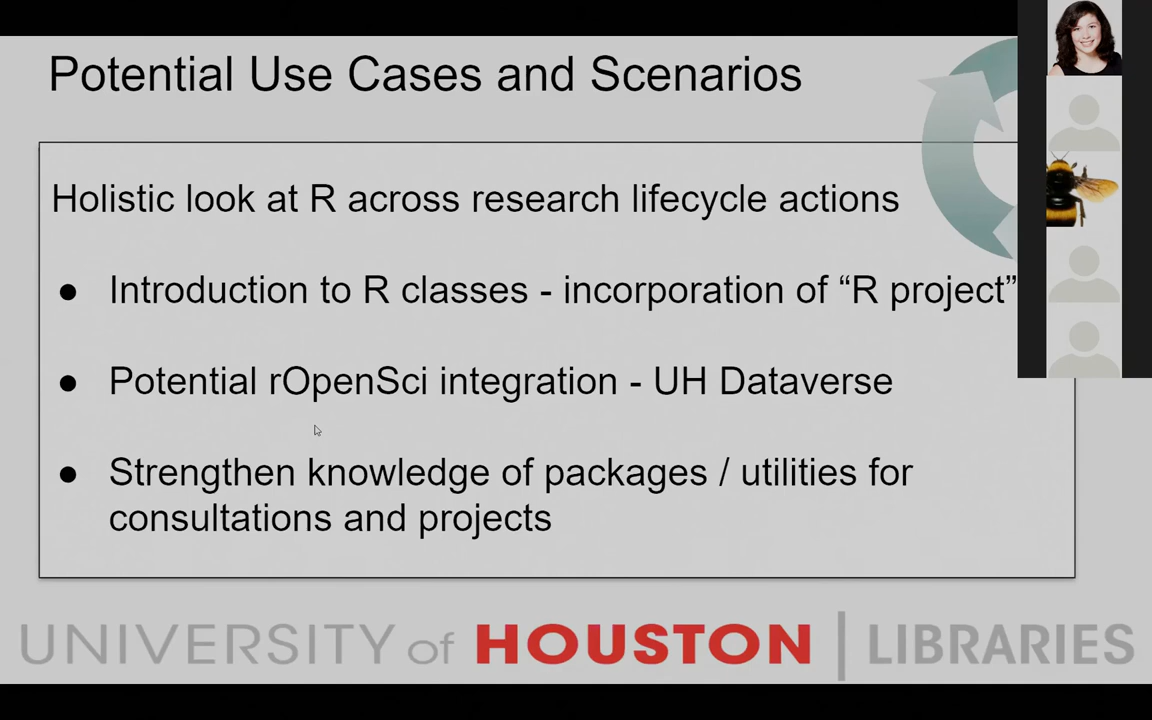 Potential Use Cases and Scenarios
Holistic look at R across research lifecycle actions
● Introduction to R classes - incorporation of “R project”
● Potential rOpenSci integration - UH Dataverse
● Strengthen knowledge of packages / utilities for
consultations and projects
UNIVERSITY of HOUSTON | LIBRARIES